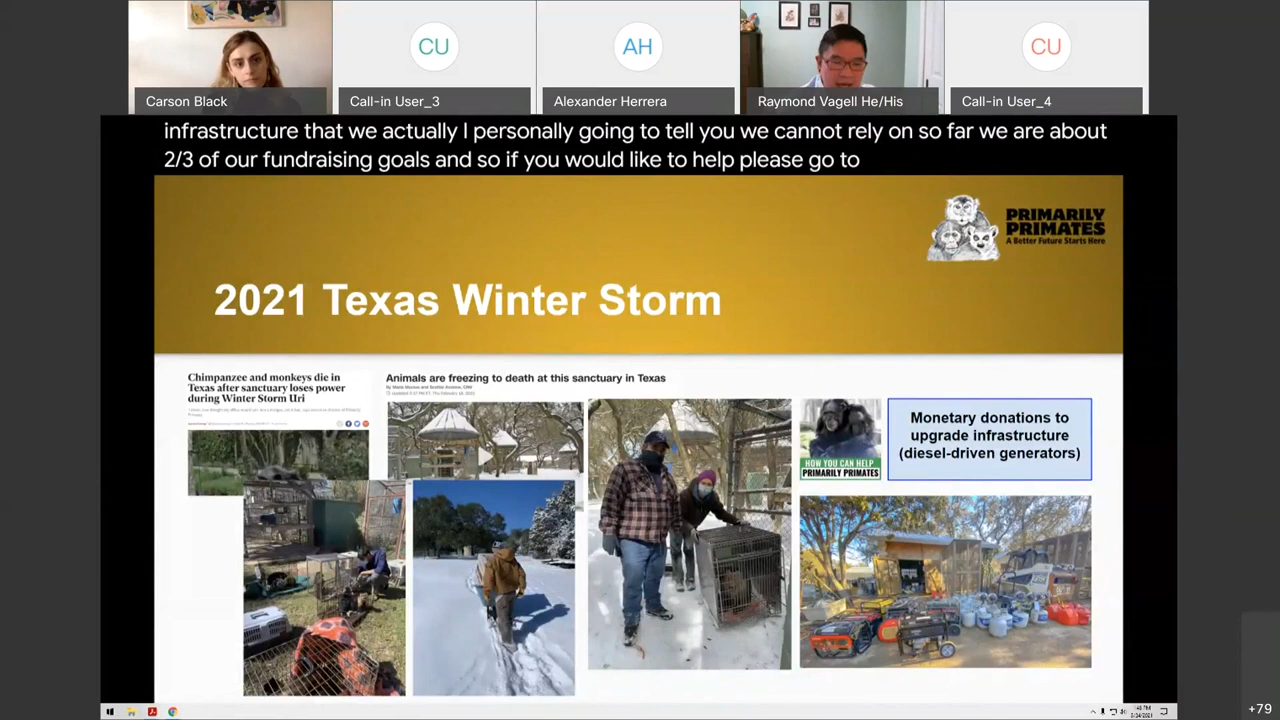 CU
AH
CU
Carson Black
Call-in User_3
Alexander Herrera
Raymond Vagell He/His
Call-in User_4
infrastructure that we actually I personally going to tell you we cannot rely on so far we are about
2/3 of our fundraising goals and so if you would like to help please go to
PRIMARILY
PRIMATES
A Better Future Starts Here
2021 Texas Winter Storm
Chimpanzee and monkeys die in
Texas after sanctuary loses power
during Winter Storm Uri
Animals are freezing to death at this sanctuary in Texas
HOW YOU CAN HELP
PRIMARILY PRIMATES
Monetary donations to
upgrade infrastructure
(diesel-driven generators)
+79